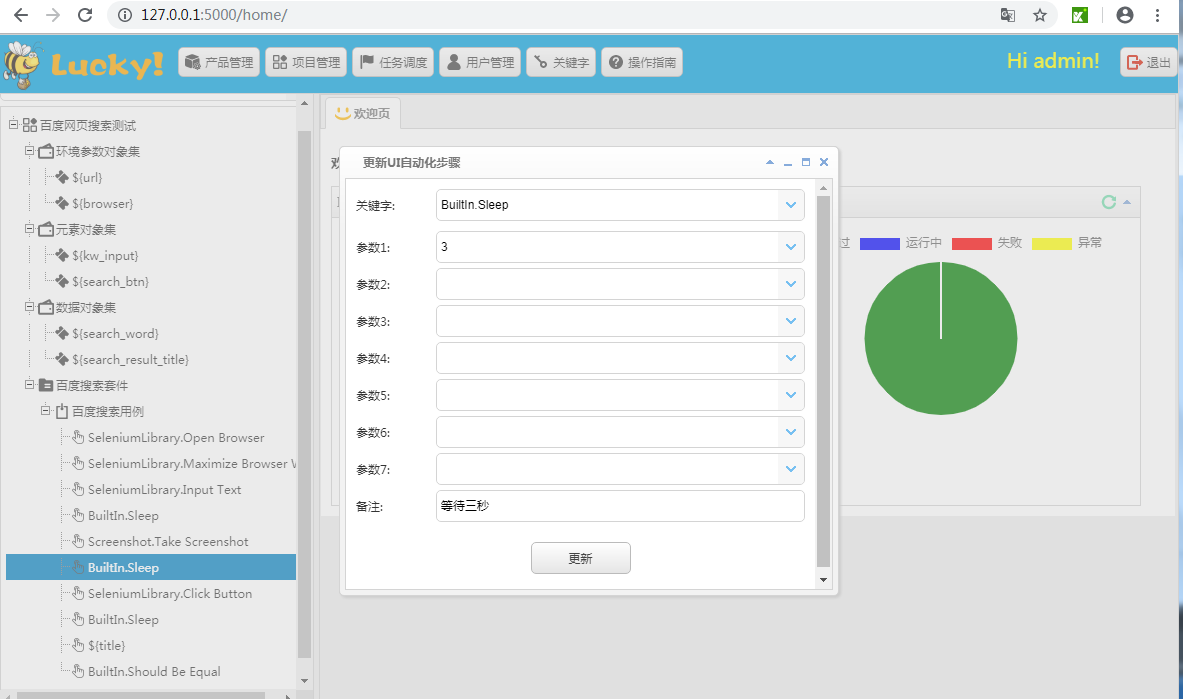 127.0.0.1:5000/home/
Lucky!
产品管理
项目管理
任务调度
用户管理
关键字
操作指南
Hi admin!
退出
百度网页搜索测试
环境参数对象集
${url}
${browser}
元素对象集
${kw_input}
${search_btn}
数据对象集
${search_word}
${search_result_title}
百度搜索套件
百度搜索用例
SeleniumLibrary.Open Browser
SeleniumLibrary.Maximize Browser
SeleniumLibrary.Input Text
BuiltIn.Sleep
Screenshot.Take Screenshot
BuiltIn.Sleep
SeleniumLibrary.Click Button
BuiltIn.Sleep
${title}
BuiltIn.Should Be Equal
欢迎页
更新UI自动化步骤
关键字: BuiltIn.Sleep
参数1: 3
参数2:
参数3:
参数4:
参数5:
参数6:
参数7:
备注: 等待三秒
更新
过 运行中 失败 异常